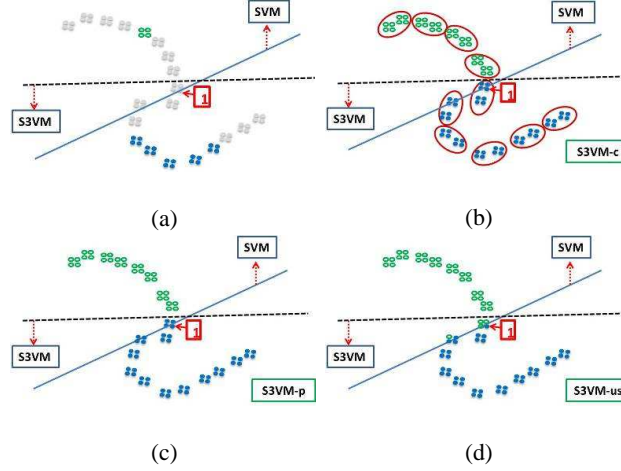 SVM
1
S3VM
(a)
SVM
1
S3VM
S3VM-c
(b)
SVM
1
S3VM
S3VM-p
(c)
SVM
1
S3VM
S3VM-us
(d)